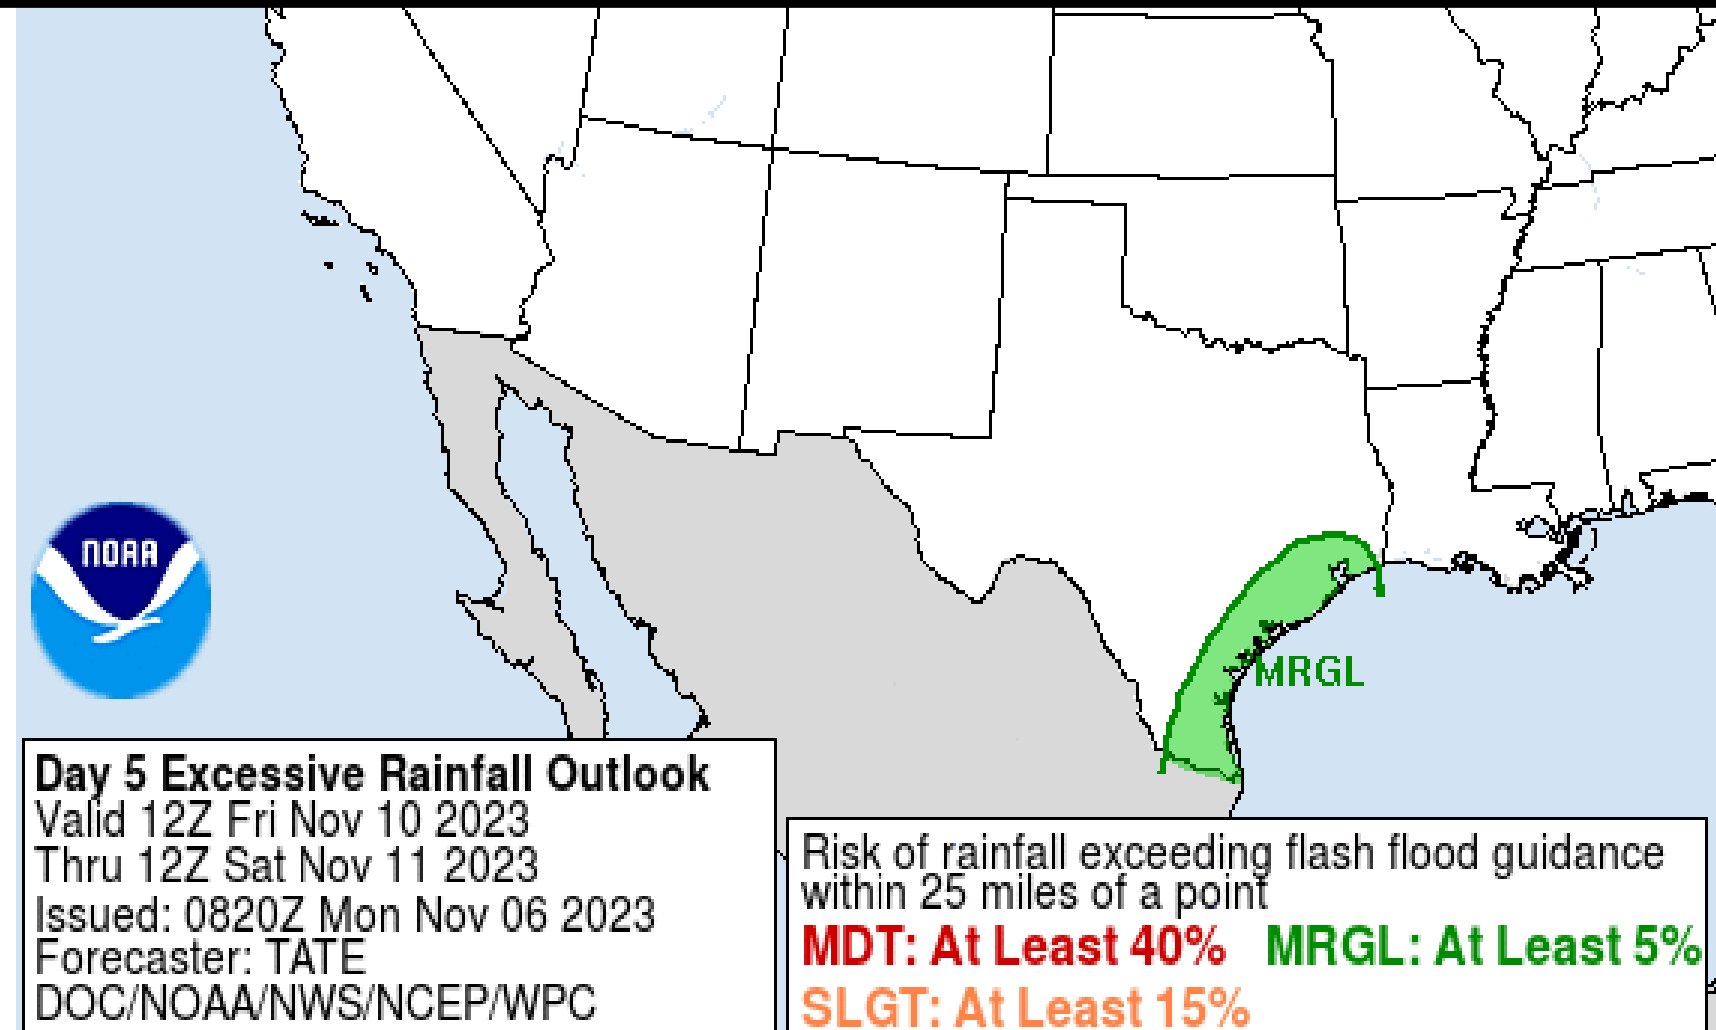 NOAA
MRGL
Day 5 Excessive Rainfall Outlook
Valid 12Z Fri Nov 10 2023
Thru 12Z Sat Nov 11 2023
Issued: 0820Z Mon Nov 06 2023
Forecaster: TATE
DOC/NOAA/NWS/NCEP/WPC
Risk of rainfall exceeding flash flood guidance
within 25 miles of a point
MDT: At Least 40% MRGL: At Least 5%
SLGT: At Least 15%